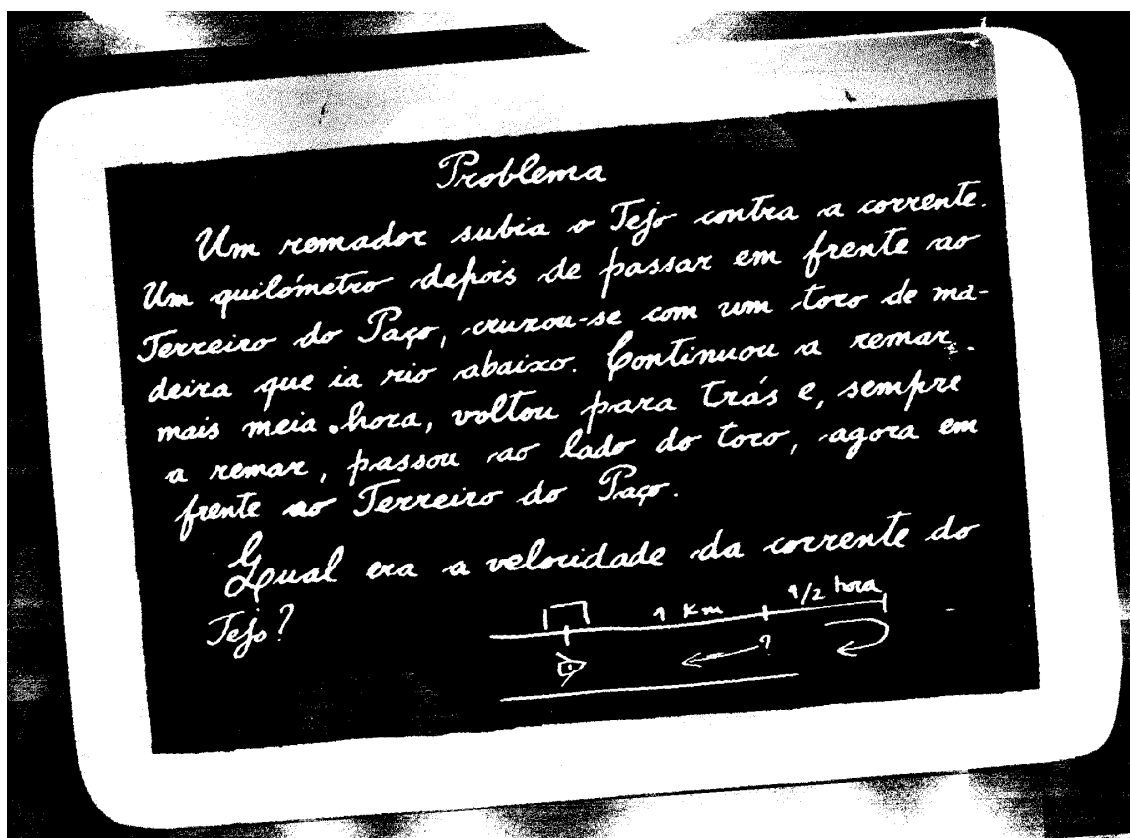 Problema
Um remador subia o Tejo contra a corrente.
Um quilómetro depois de passar em frente ao
Terreiro do Paço, cruzou-se com um toro de ma-
deira que ia rio abaixo. Continuou a remar
mais meia hora, voltou para trás e, sempre
a remar, passou ao lado do toro, agora em
frente ao Terreiro do Paço.
Qual era a velocidade da corrente do
Tejo?
1 Km 1/2 hora